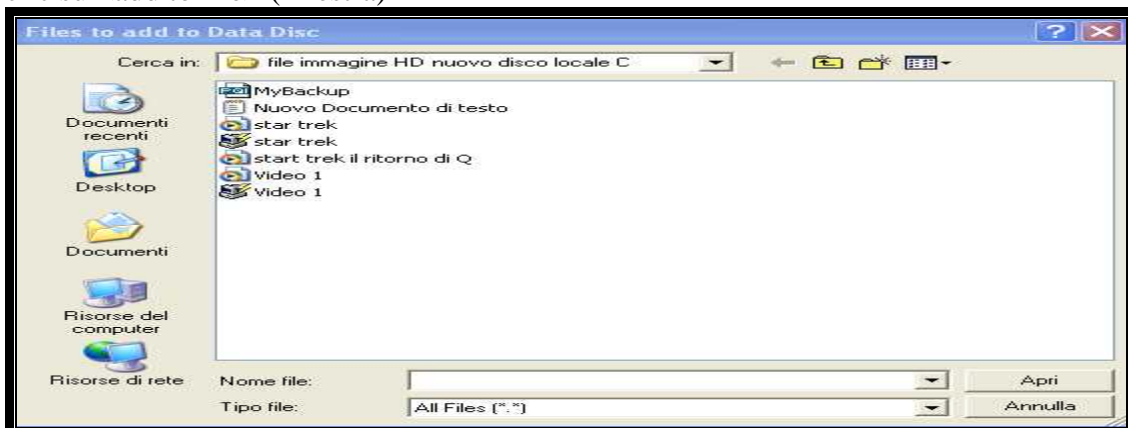 Files to add to Data Disc
Cerca in: file immagine HD nuovo disco locale C
Documenti recenti
Desktop
Documenti
Risorse del computer
Risorse di rete
MyBackup
Nuovo Documento di testo
star trek
star trek
start trek il ritorno di Q
Video 1
Video 1
Nome file:
Apri
Tipo file: All Files (*.*)
Annulla